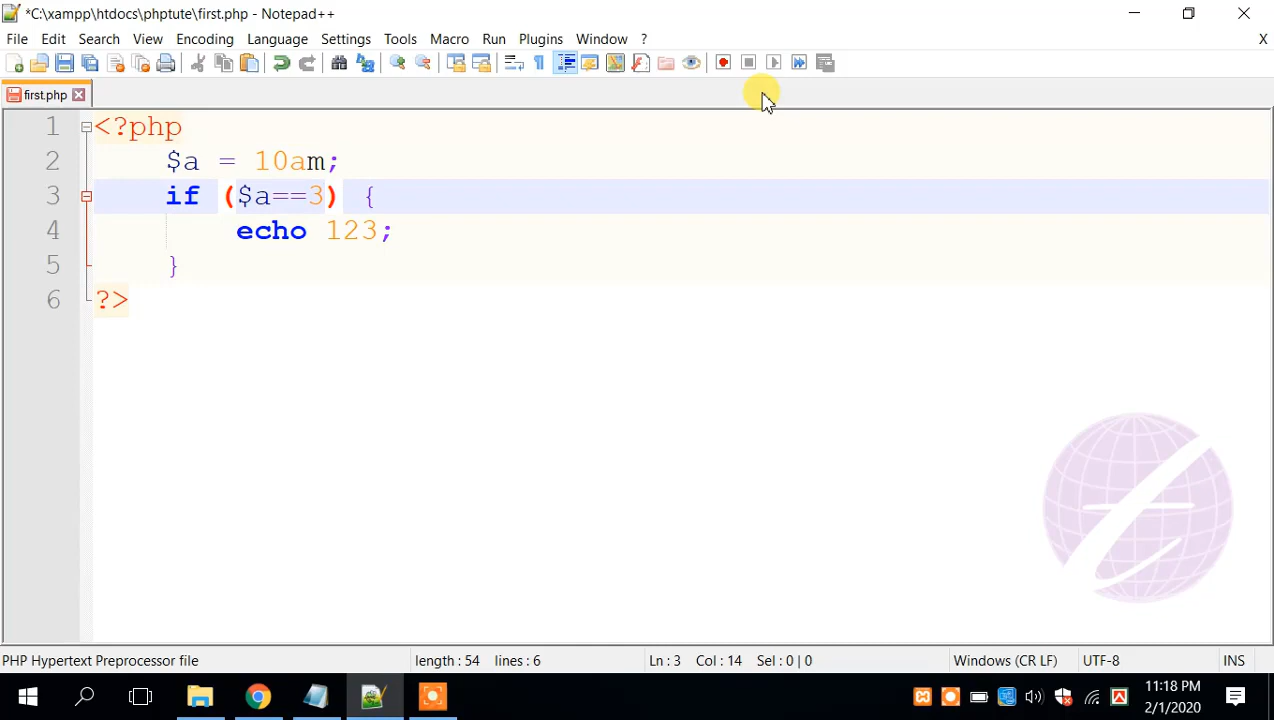 *C:\xampp\htdocs\phptute\first.php - Notepad++
File Edit Search View Encoding Language Settings Tools Macro Run Plugins Window ? X
first.php
1 <?php
2 $a = 10am;
3 if ($a==3) {
4 echo 123;
5 }
6 ?>
PHP Hypertext Preprocessor file length : 54 lines : 6 Ln : 3 Col : 14 Sel : 0 | 0 Windows (CR LF) UTF-8 INS
11:18 PM
2/1/2020